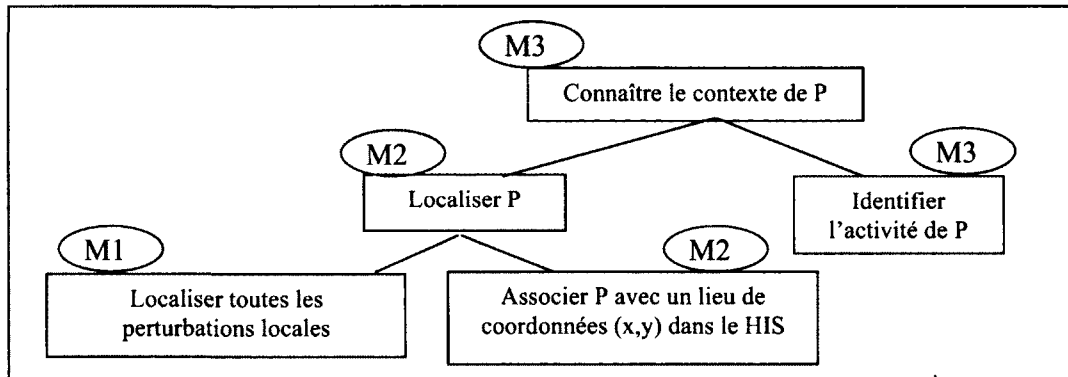 M3
Connaître le contexte de P
M2
Localiser P
M3
Identifier
l'activité de P
M1
Localiser toutes les
perturbations locales
M2
Associer P avec un lieu de
coordonnées (x,y) dans le HIS